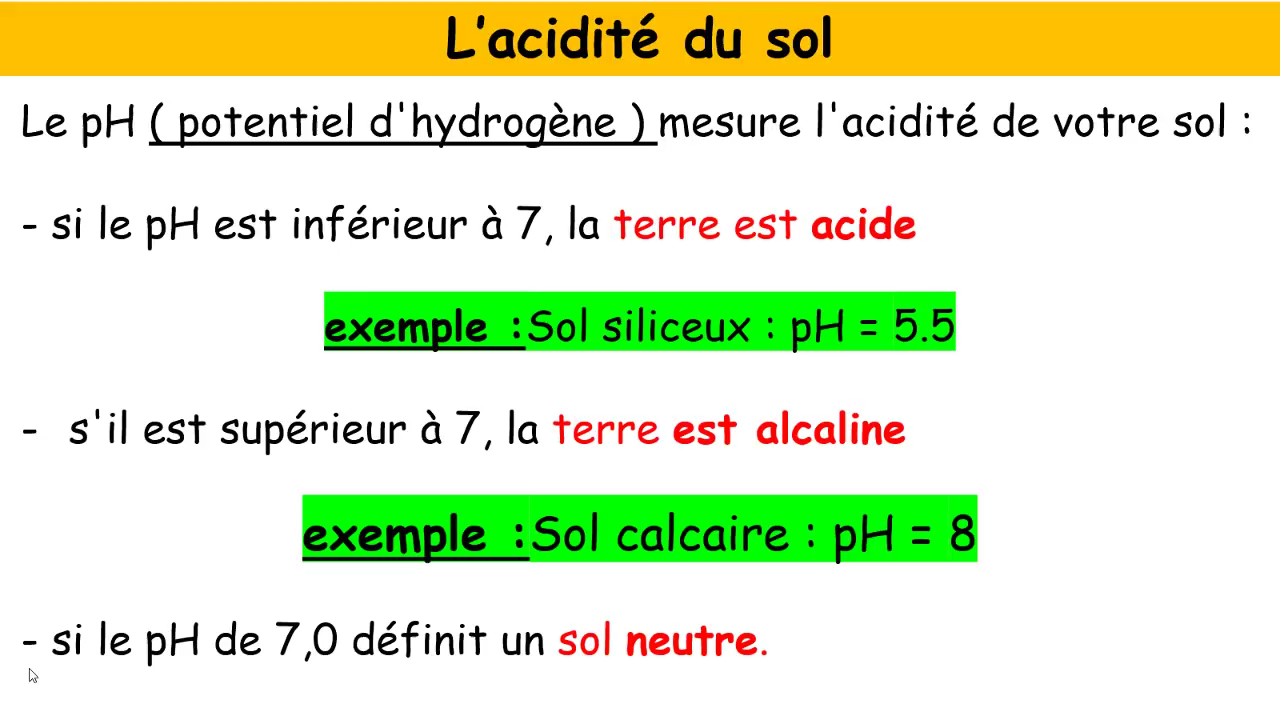 L'acidité du sol
Le pH ( potentiel d'hydrogène ) mesure l'acidité de votre sol :
- si le pH est inférieur à 7, la terre est acide
exemple :Sol siliceux : pH = 5.5
- s'il est supérieur à 7, la terre est alcaline
exemple :Sol calcaire : pH = 8
- si le pH de 7,0 définit un sol neutre.